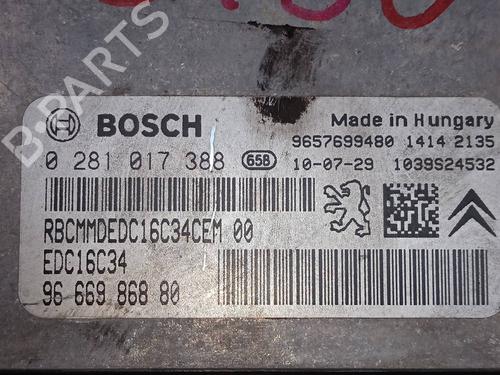 BOSCH
Made in Hungary
9657699480 1414 2135
0 281 017 388 658 10-07-29 1039S24532
RBCMMDEDC16C34CEM 00
EDC16C34
96 669 868 80
B-PARTS